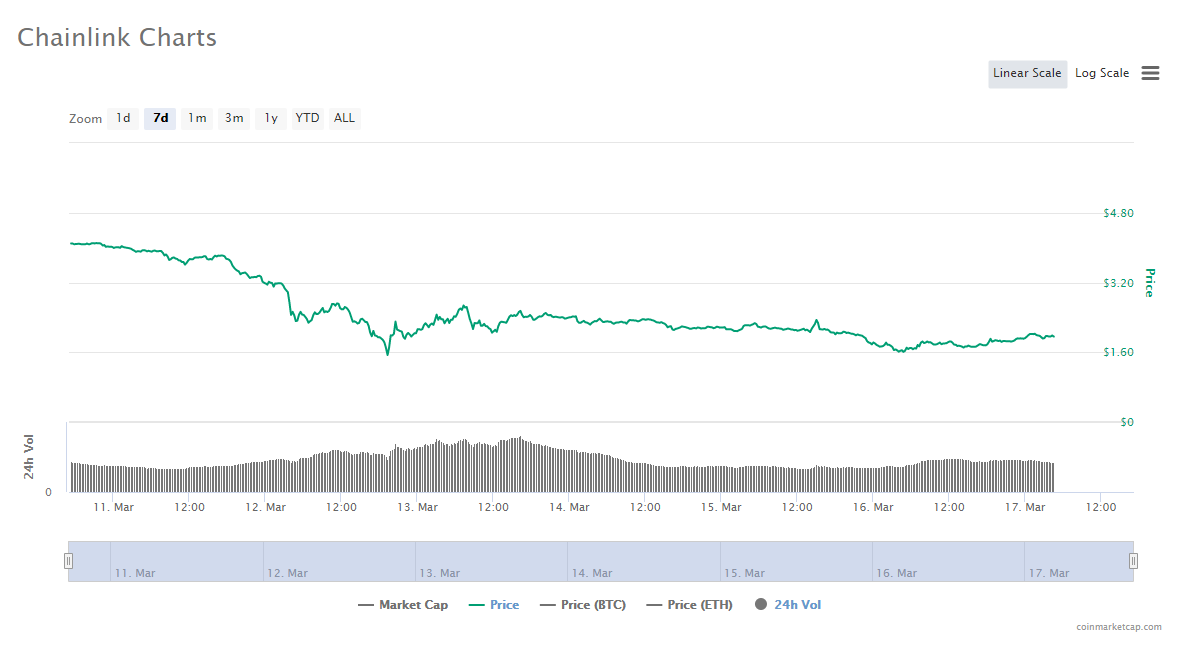 Chainlink Charts
Linear Scale Log Scale
Zoom 1d 7d 1m 3m 1y YTD ALL
$4.80
$3.20
$1.60
$0
Price
24h Vol
0
11. Mar 12:00 12. Mar 12:00 13. Mar 12:00 14. Mar 12:00 15. Mar 12:00 16. Mar 12:00 17. Mar 12:00
11. Mar 12. Mar 13. Mar 14. Mar 15. Mar 16. Mar 17. Mar
Market Cap Price Price (BTC) Price (ETH) 24h Vol
coinmarketcap.com